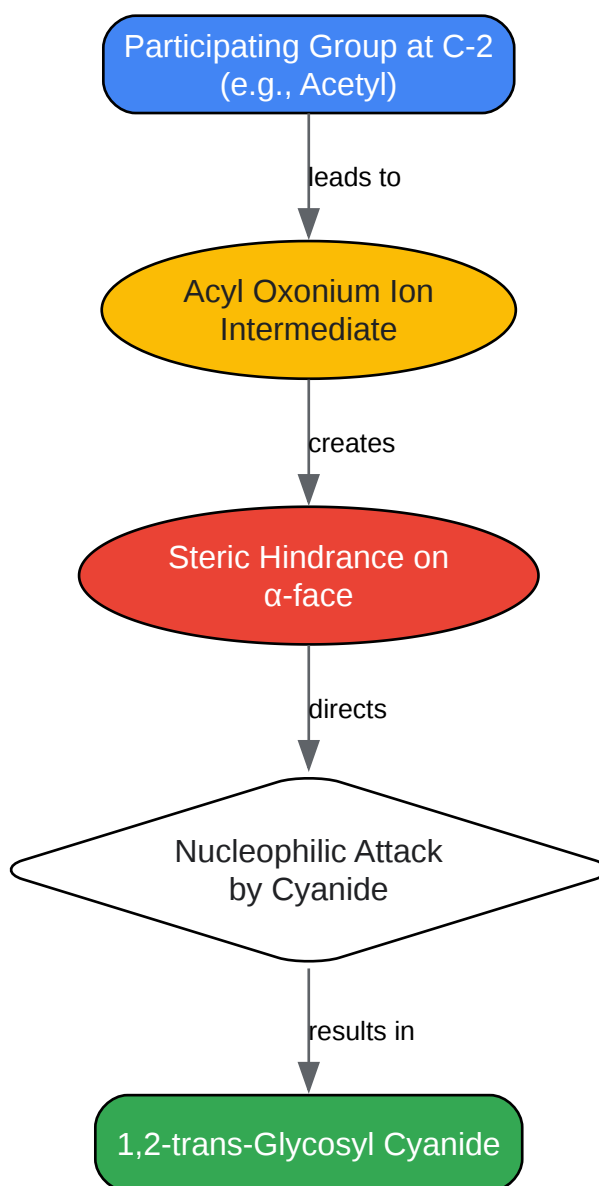 Participating Group at C-2
(e.g., Acetyl)
leads to
Acyl Oxonium Ion
Intermediate
creates
Steric Hindrance on
α-face
directs
Nucleophilic Attack
by Cyanide
results in
1,2-trans-Glycosyl Cyanide